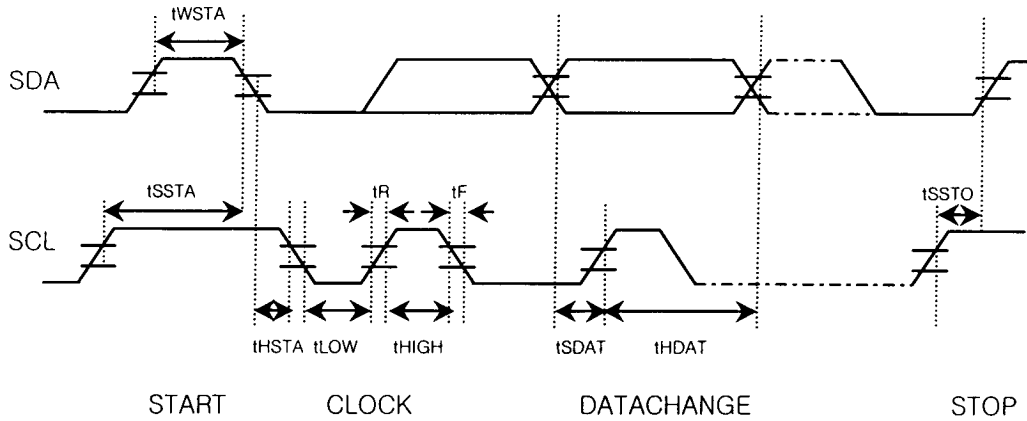 tWSTA
SDA
tSSTA
tR
tF
tSSTO
SCL
tHSTA
tLOW
tHIGH
tSDAT
tHDAT
START
CLOCK
DATACHANGE
STOP